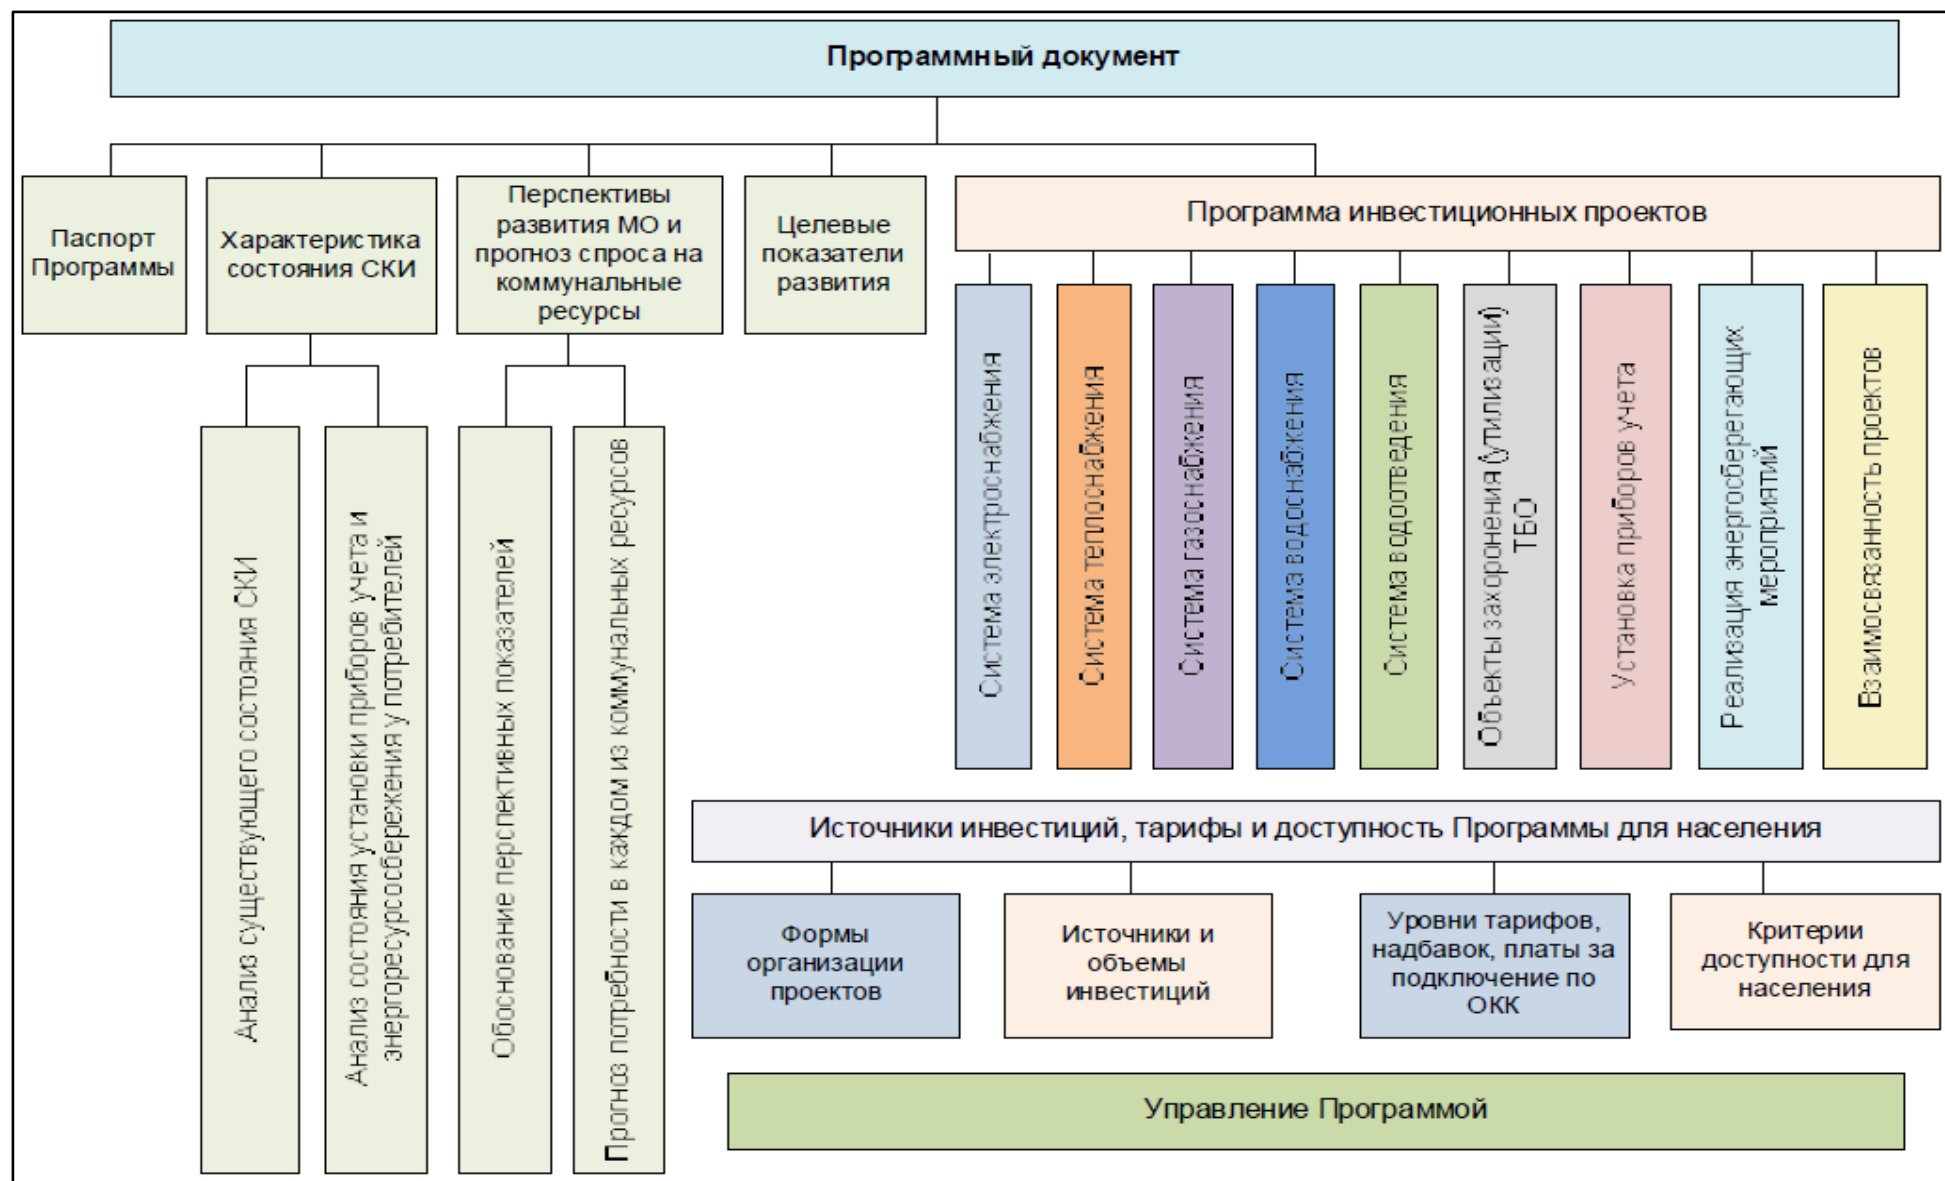 Программный документ
Паспорт
Программы
Характеристика
состояния СКИ
Перспективы
развития МО и
прогноз спроса на
коммунальные
ресурсы
Целевые
показатели
развития
Программа инвестиционных проектов
Система электроснабжения
Система теплоснабжения
Система газоснабжения
Система водоснабжения
Система водоотведения
Объекты захоронения (утилизации)
ТБО
Установка приборов учета
Реализация энергосберегающих
мероприятий
Взаимосвязанность проектов
Анализ существующего состояния СКИ
Анализ состояния установки приборов учета и
энергоресурсосбережения у потребителей
Обоснование перспективных показателей
Прогноз потребности в каждом из коммунальных ресурсов
Источники инвестиций, тарифы и доступность Программы для населения
Формы
организации
проектов
Источники и
объемы
инвестиций
Уровни тарифов,
надбавок, платы за
подключение по
ОКК
Критерии
доступности для
населения
Управление Программой